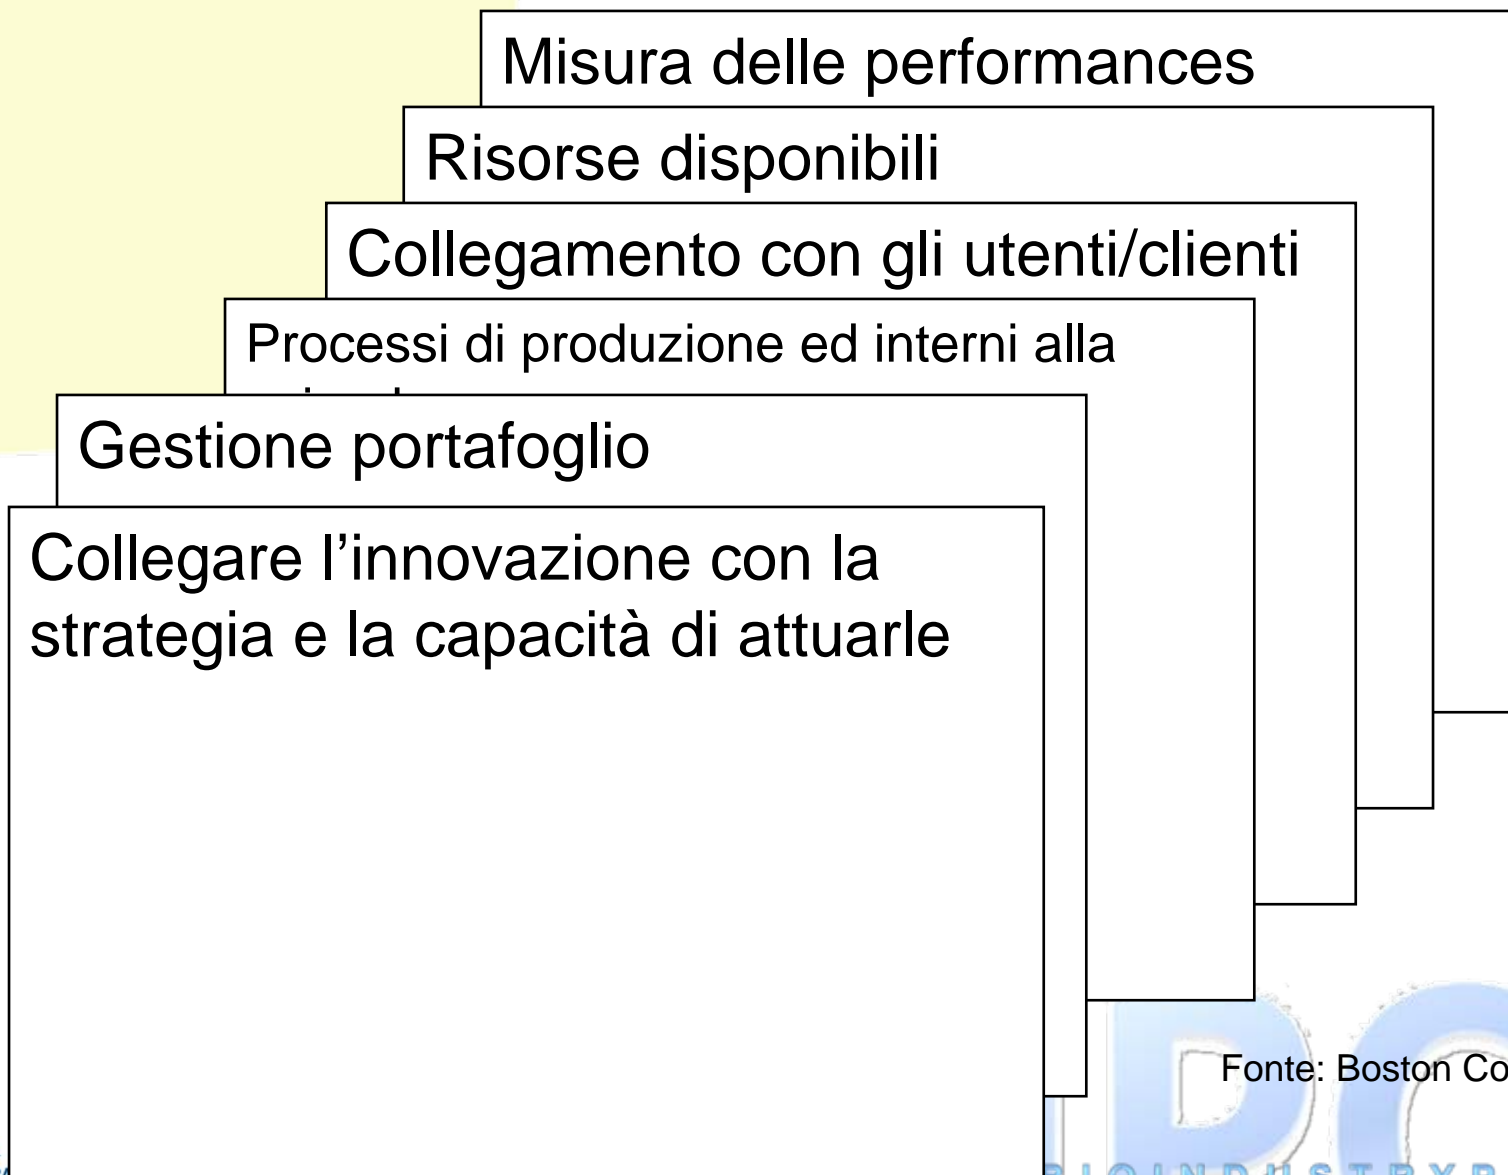 Misura delle performances
Risorse disponibili
Collegamento con gli utenti/clienti
Processi di produzione ed interni alla
Gestione portafoglio
Collegare l’innovazione con la
strategia e la capacità di attuarle
Fonte: Boston Co